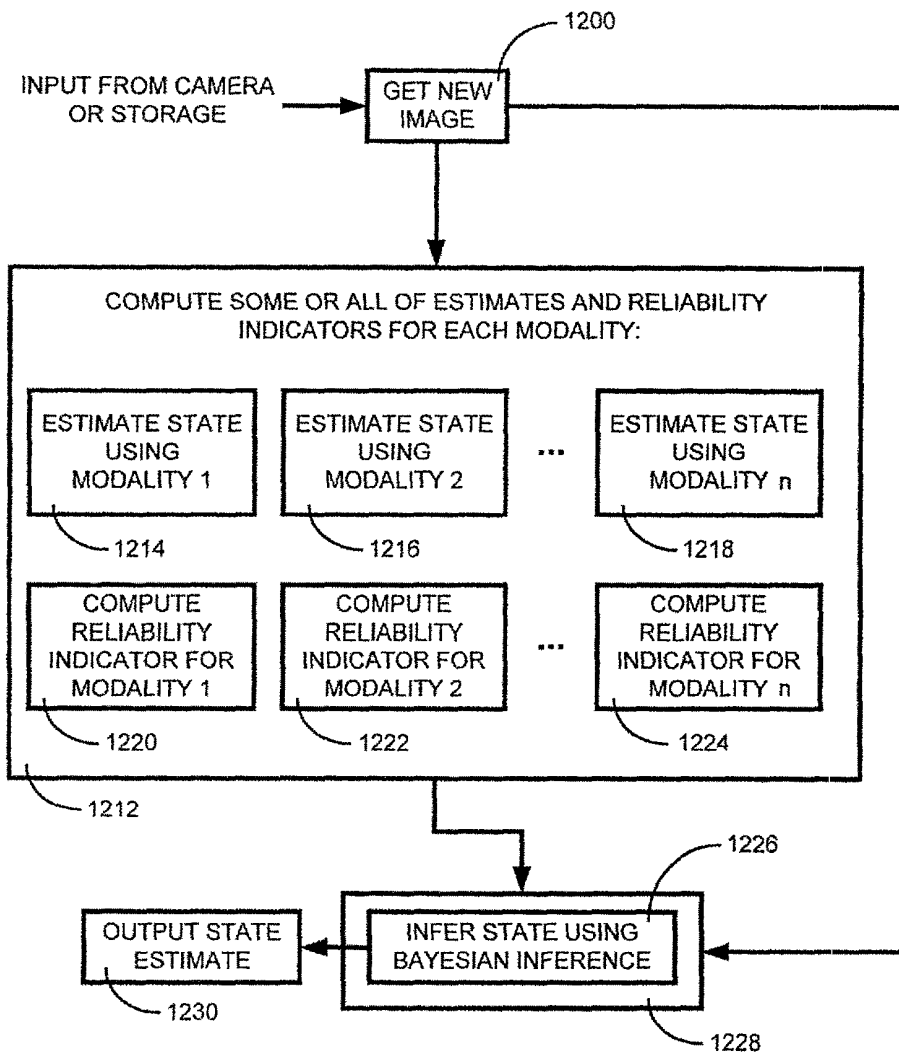 1200
INPUT FROM CAMERA
OR STORAGE
GET NEW
IMAGE
COMPUTE SOME OR ALL OF ESTIMATES AND RELIABILITY
INDICATORS FOR EACH MODALITY:
ESTIMATE STATE
USING
MODALITY 1
ESTIMATE STATE
USING
MODALITY 2
...
ESTIMATE STATE
USING
MODALITY n
1214
1216
1218
COMPUTE
RELIABILITY
INDICATOR FOR
MODALITY 1
COMPUTE
RELIABILITY
INDICATOR FOR
MODALITY 2
...
COMPUTE
RELIABILITY
INDICATOR FOR
MODALITY n
1220
1222
1224
1212
1226
OUTPUT STATE
ESTIMATE
INFER STATE USING
BAYESIAN INFERENCE
1230
1228